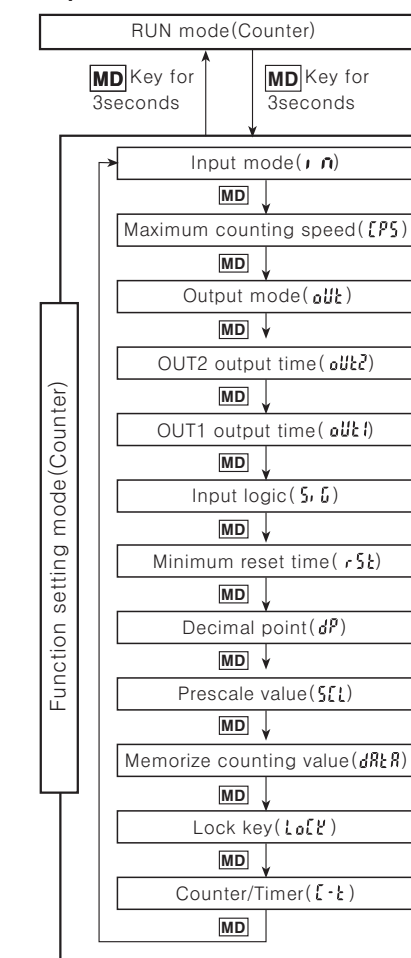 RUN mode(Counter)
MD Key for
3seconds
MD Key for
3seconds
Function setting mode(Counter)
Input mode(in)
MD
Maximum counting speed(CPS)
MD
Output mode(oUt)
MD
OUT2 output time(oUt2)
MD
OUT1 output time(oUt1)
MD
Input logic(SiG)
MD
Minimum reset time(rSt)
MD
Decimal point(dP)
MD
Prescale value(SCL)
MD
Memorize counting value(dAtA)
MD
Lock key(LoCK)
MD
Counter/Timer(C-t)
MD